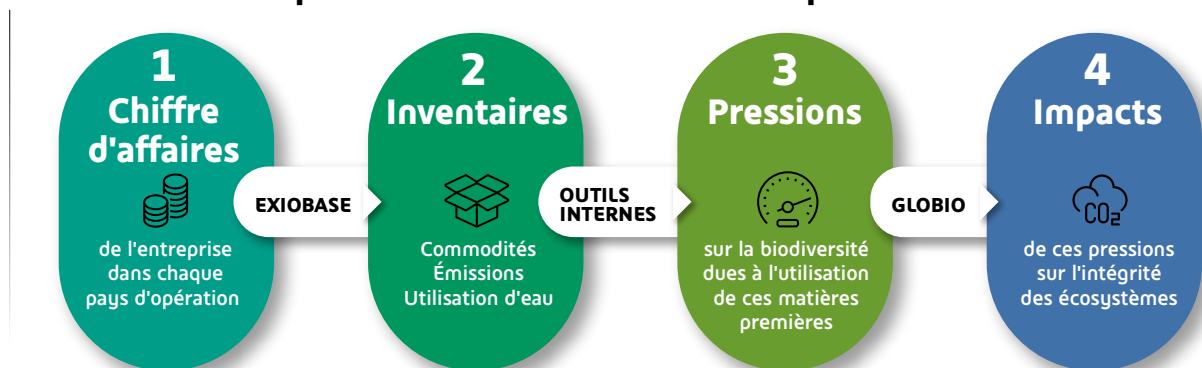 1
Chiffre
d'affaires
de l'entreprise
dans chaque
pays d'opération
EXIOBASE
2
Inventaires
Commodités
Émissions
Utilisation d'eau
OUTILS
INTERNES
3
Pressions
sur la biodiversité
dues à l'utilisation
de ces matières
premières
GLOBIO
4
Impacts
CO2
de ces pressions
sur l'intégrité
des écosystèmes